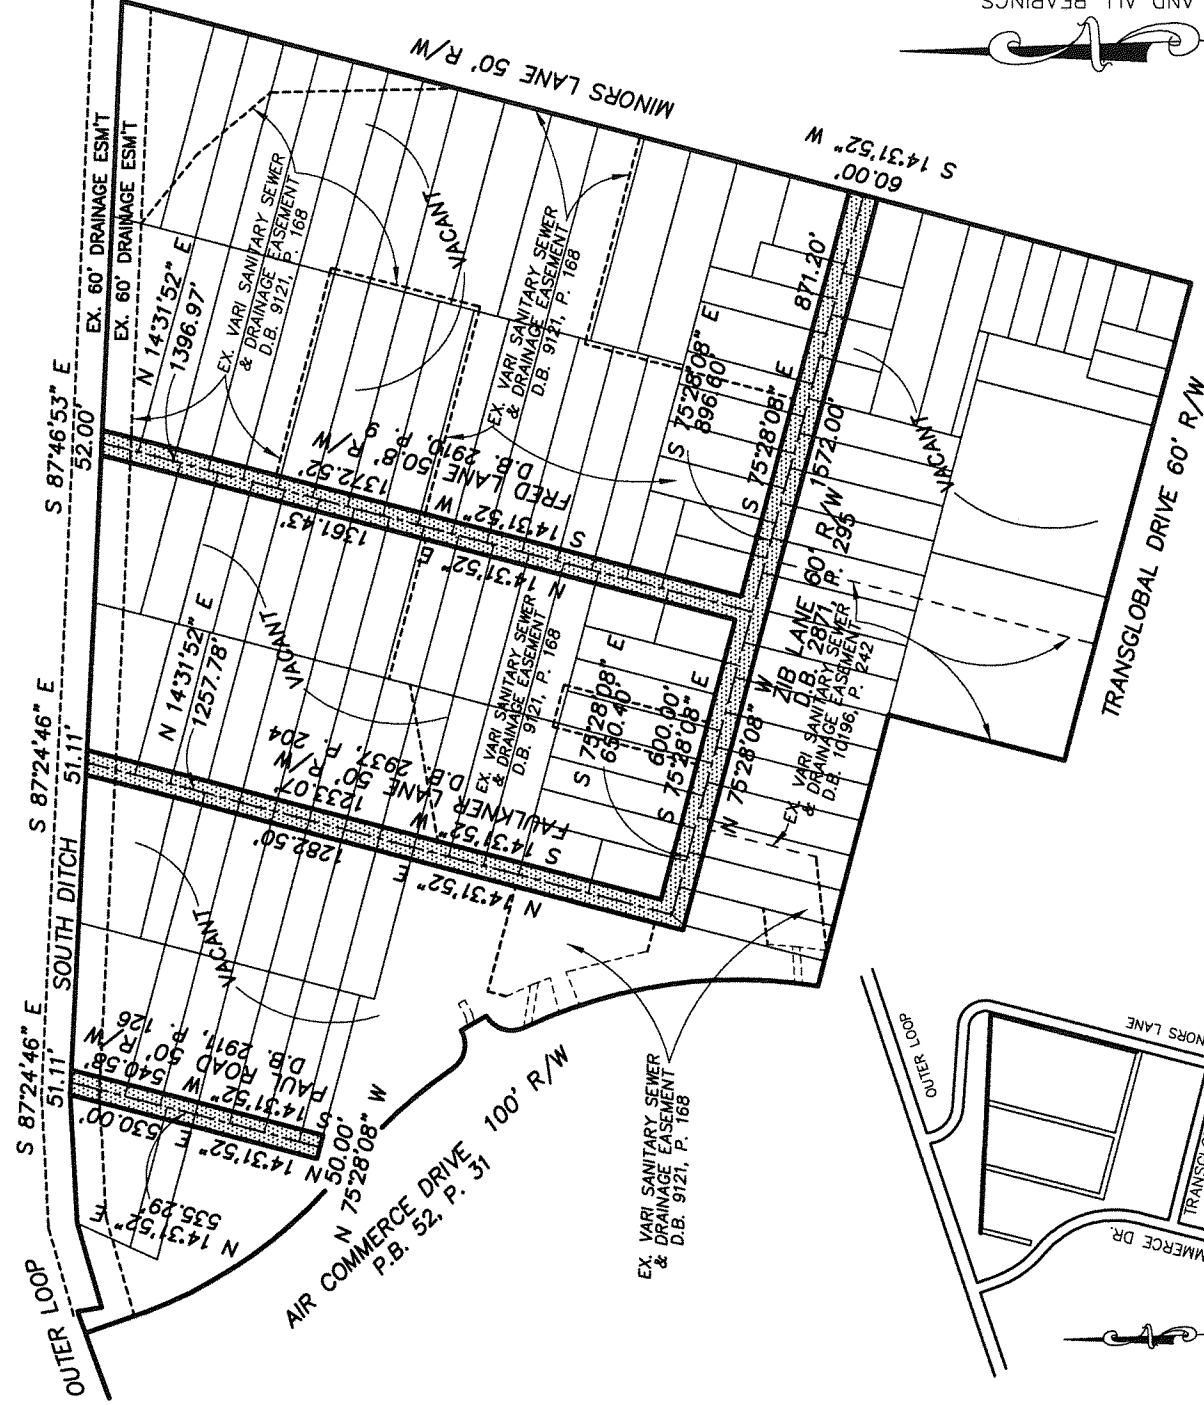 AND ALL BEARINGS
MINORS LANE 50' R/W
S 14°31'52" W
60.00'
EX. 60' DRAINAGE ESM'T
EX. 60' DRAINAGE ESM'T
S 87°46'53" E
52.00'
N 14°31'52" E
1396.97'
EX. VARI SANITARY SEWER
& DRAINAGE EASEMENT
D.B. 9121, P. 168
VACANT
EX. VARI SANITARY SEWER
& DRAINAGE EASEMENT
D.B. 9121, P. 168
S 14°31'52" W
1372.52'
FRED LANE 50.8' R/W
D.B. 2910, P. 9
1361.43'
N 14°31'52" E
S 75°28'08" E
896.80'
871.20'
S 75°28'08" E
1572.00'
N 75°28'08" W
ZIB LANE 60' R/W
D.B. 2871, P. 295
VACANT
EX. VARI SANITARY SEWER
& DRAINAGE EASEMENT
D.B. 10196, P. 242
TRANSGLOBAL DRIVE 60' R/W
S 87°24'46" E
51.11'
N 14°31'52" E
1257.78'
VACANT
EX. VARI SANITARY SEWER
& DRAINAGE EASEMENT
D.B. 9121, P. 168
S 75°28'08" E
650.40'
600.00'
S 75°28'08" E
S 14°31'52" W
1233.07'
FAULKNER LANE 50' R/W
D.B. 2937, P. 204
1282.50'
N 14°31'52" E
SOUTH DITCH
VACANT
S 87°24'46" E
51.11'
S 14°31'52" W
540.58'
PAUL ROAD 50' R/W
D.B. 2911, P. 126
530.00'
N 14°31'52" E
N 14°31'52" E
535.29'
50.00'
N 75°28'08" W
OUTER LOOP
AIR COMMERCE DRIVE 100' R/W
P.B. 52, P. 31
EX. VARI SANITARY SEWER
& DRAINAGE EASEMENT
D.B. 9121, P. 168
OUTER LOOP
NORS LANE
TRANSGLO
MMERCE DR.